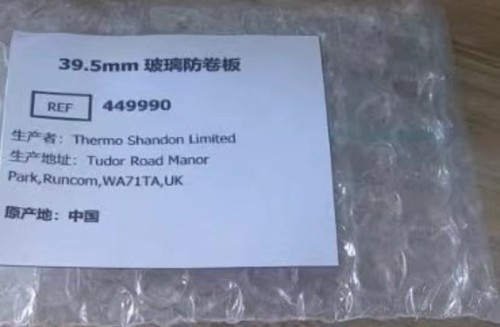 39.5mm 玻璃防卷板
REF 449990
生产者：Thermo Shandon Limited
生产地址：Tudor Road Manor
Park,Runcom,WA71TA,UK
原产地：中国